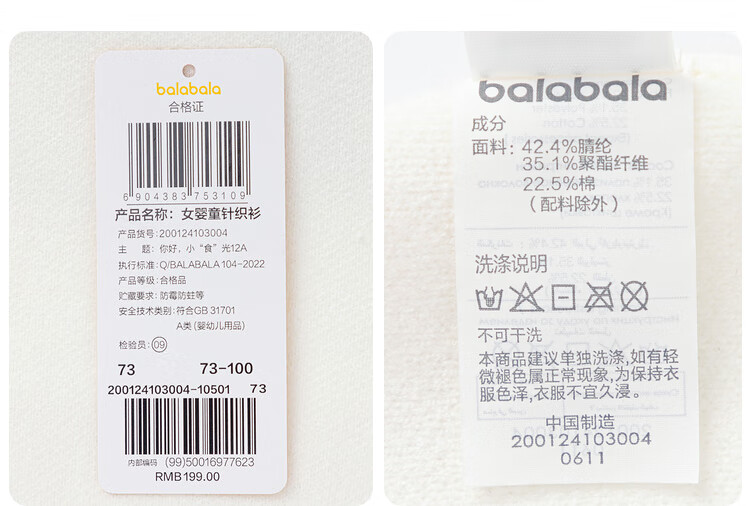 balabala
合格证
6 904383 753109
产品名称：女婴童针织衫
产品货号：200124103004
主 题：你好，小“食”光12A
执行标准：Q/BALABALA 104-2022
产品等级：合格品
贮藏要求：防霉防蛀等
安全技术类别：符合GB 31701
A类（婴幼儿用品）
检验员：09
73 73-100
200124103004-10501 73
内部编码 (99)50016977623
RMB 199.00
balabala
成分
面料：42.4%腈纶
35.1%聚酯纤维
22.5%棉
（配料除外）
洗涤说明
不可干洗
本商品建议单独洗涤，如有轻
微褪色属正常现象，为保持衣
服色泽，衣服不宜久浸。
中国制造
200124103004
0611